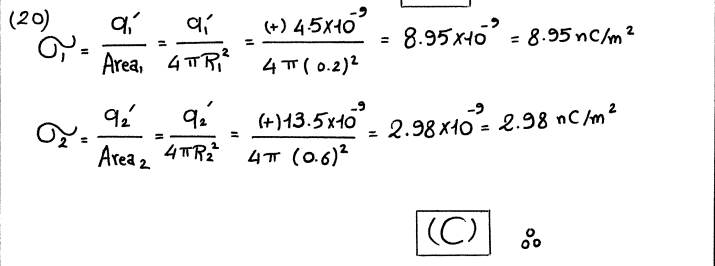 (20)
σ₁ = q₁′/Area₁ = q₁′/4πR₁² = (+) 4.5×10⁻⁹/4π(0.2)² = 8.95×10⁻⁹ = 8.95 nC/m²
σ₂ = q₂′/Area₂ = q₂′/4πR₂² = (+)13.5×10⁻⁹/4π(0.6)² = 2.98×10⁻⁹ = 2.98 nC/m²
(C)